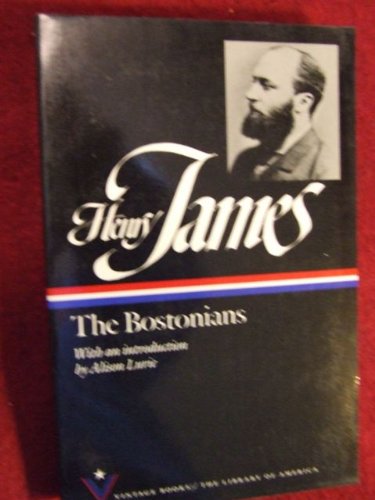 Henry James
The Bostonians
With an introduction
by Alison Lurie
VINTAGE BOOKS / THE LIBRARY OF AMERICA